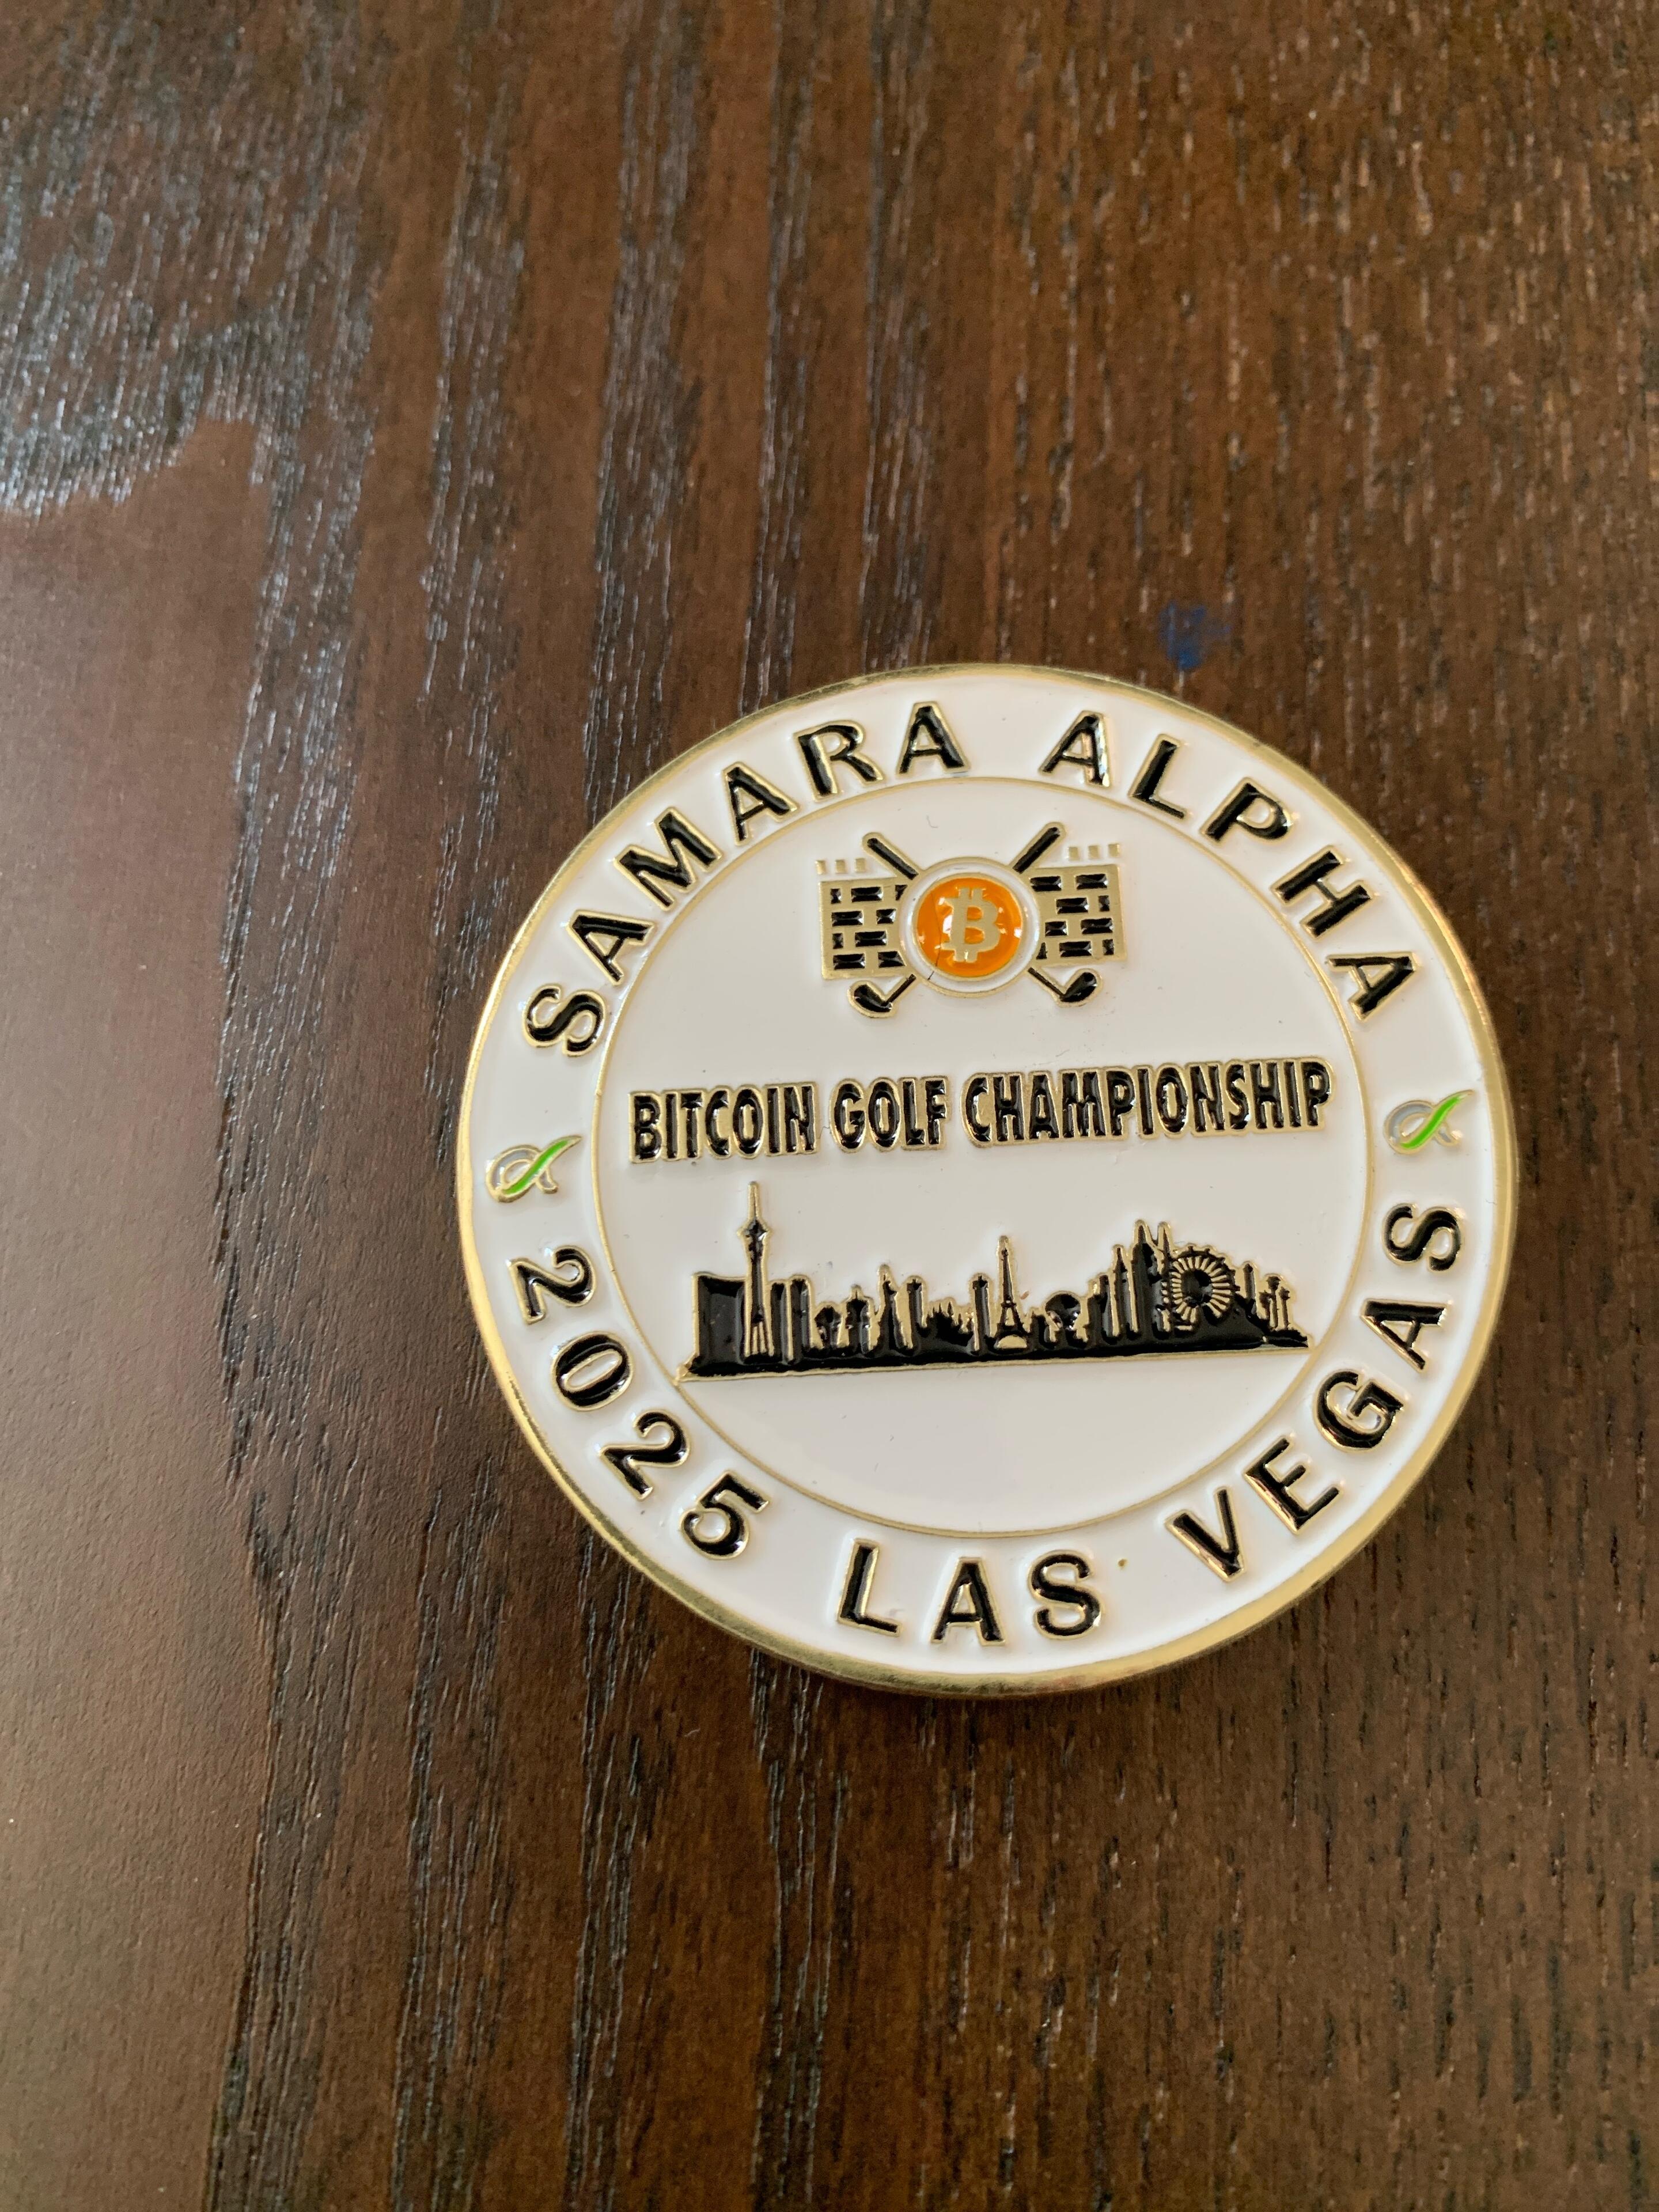 SAMARA ALPHA
₿
BITCOIN GOLF CHAMPIONSHIP
2025 LAS VEGAS